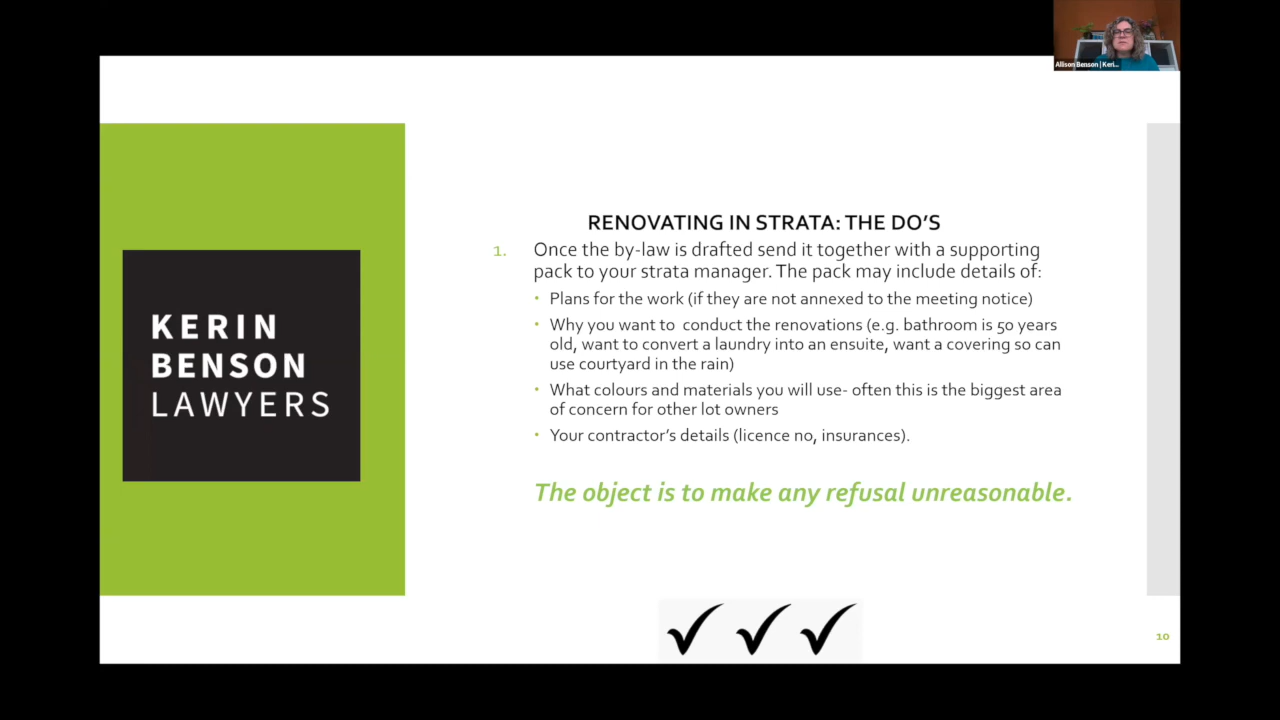 Allison Benson | Keri...
KERIN
BENSON
LAWYERS
RENOVATING IN STRATA: THE DO'S
1. Once the by-law is drafted send it together with a supporting
pack to your strata manager. The pack may include details of:
• Plans for the work (if they are not annexed to the meeting notice)
• Why you want to  conduct the renovations (e.g. bathroom is 50 years
old, want to convert a laundry into an ensuite, want a covering so can
use courtyard in the rain)
• What colours and materials you will use- often this is the biggest area
of concern for other lot owners
• Your contractor's details (licence no, insurances).
The object is to make any refusal unreasonable.
10